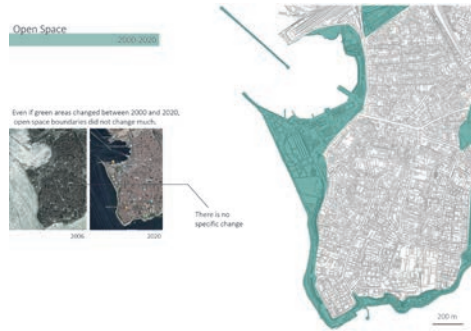 Open Space
2000-2020
Even if green areas changed between 2000 and 2020,
open space boundaries did not change much.
2006
2020
There is no
specific change
200 m